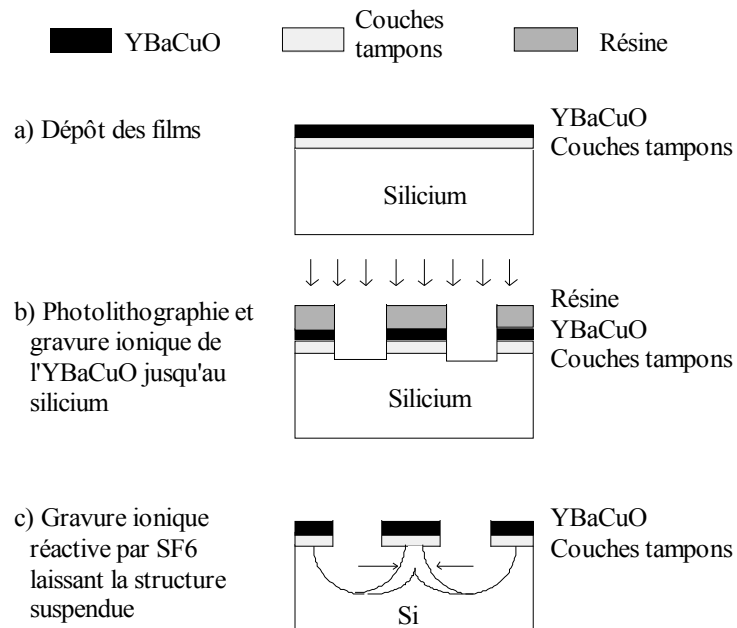 YBaCuO
Couches
tampons
Résine
a) Dépôt des films
YBaCuO
Couches tampons
Silicium
b) Photolithographie et
gravure ionique de
l'YBaCuO jusqu'au
silicium
Résine
YBaCuO
Couches tampons
Silicium
c) Gravure ionique
réactive par SF6
laissant la structure
suspendue
YBaCuO
Couches tampons
Si